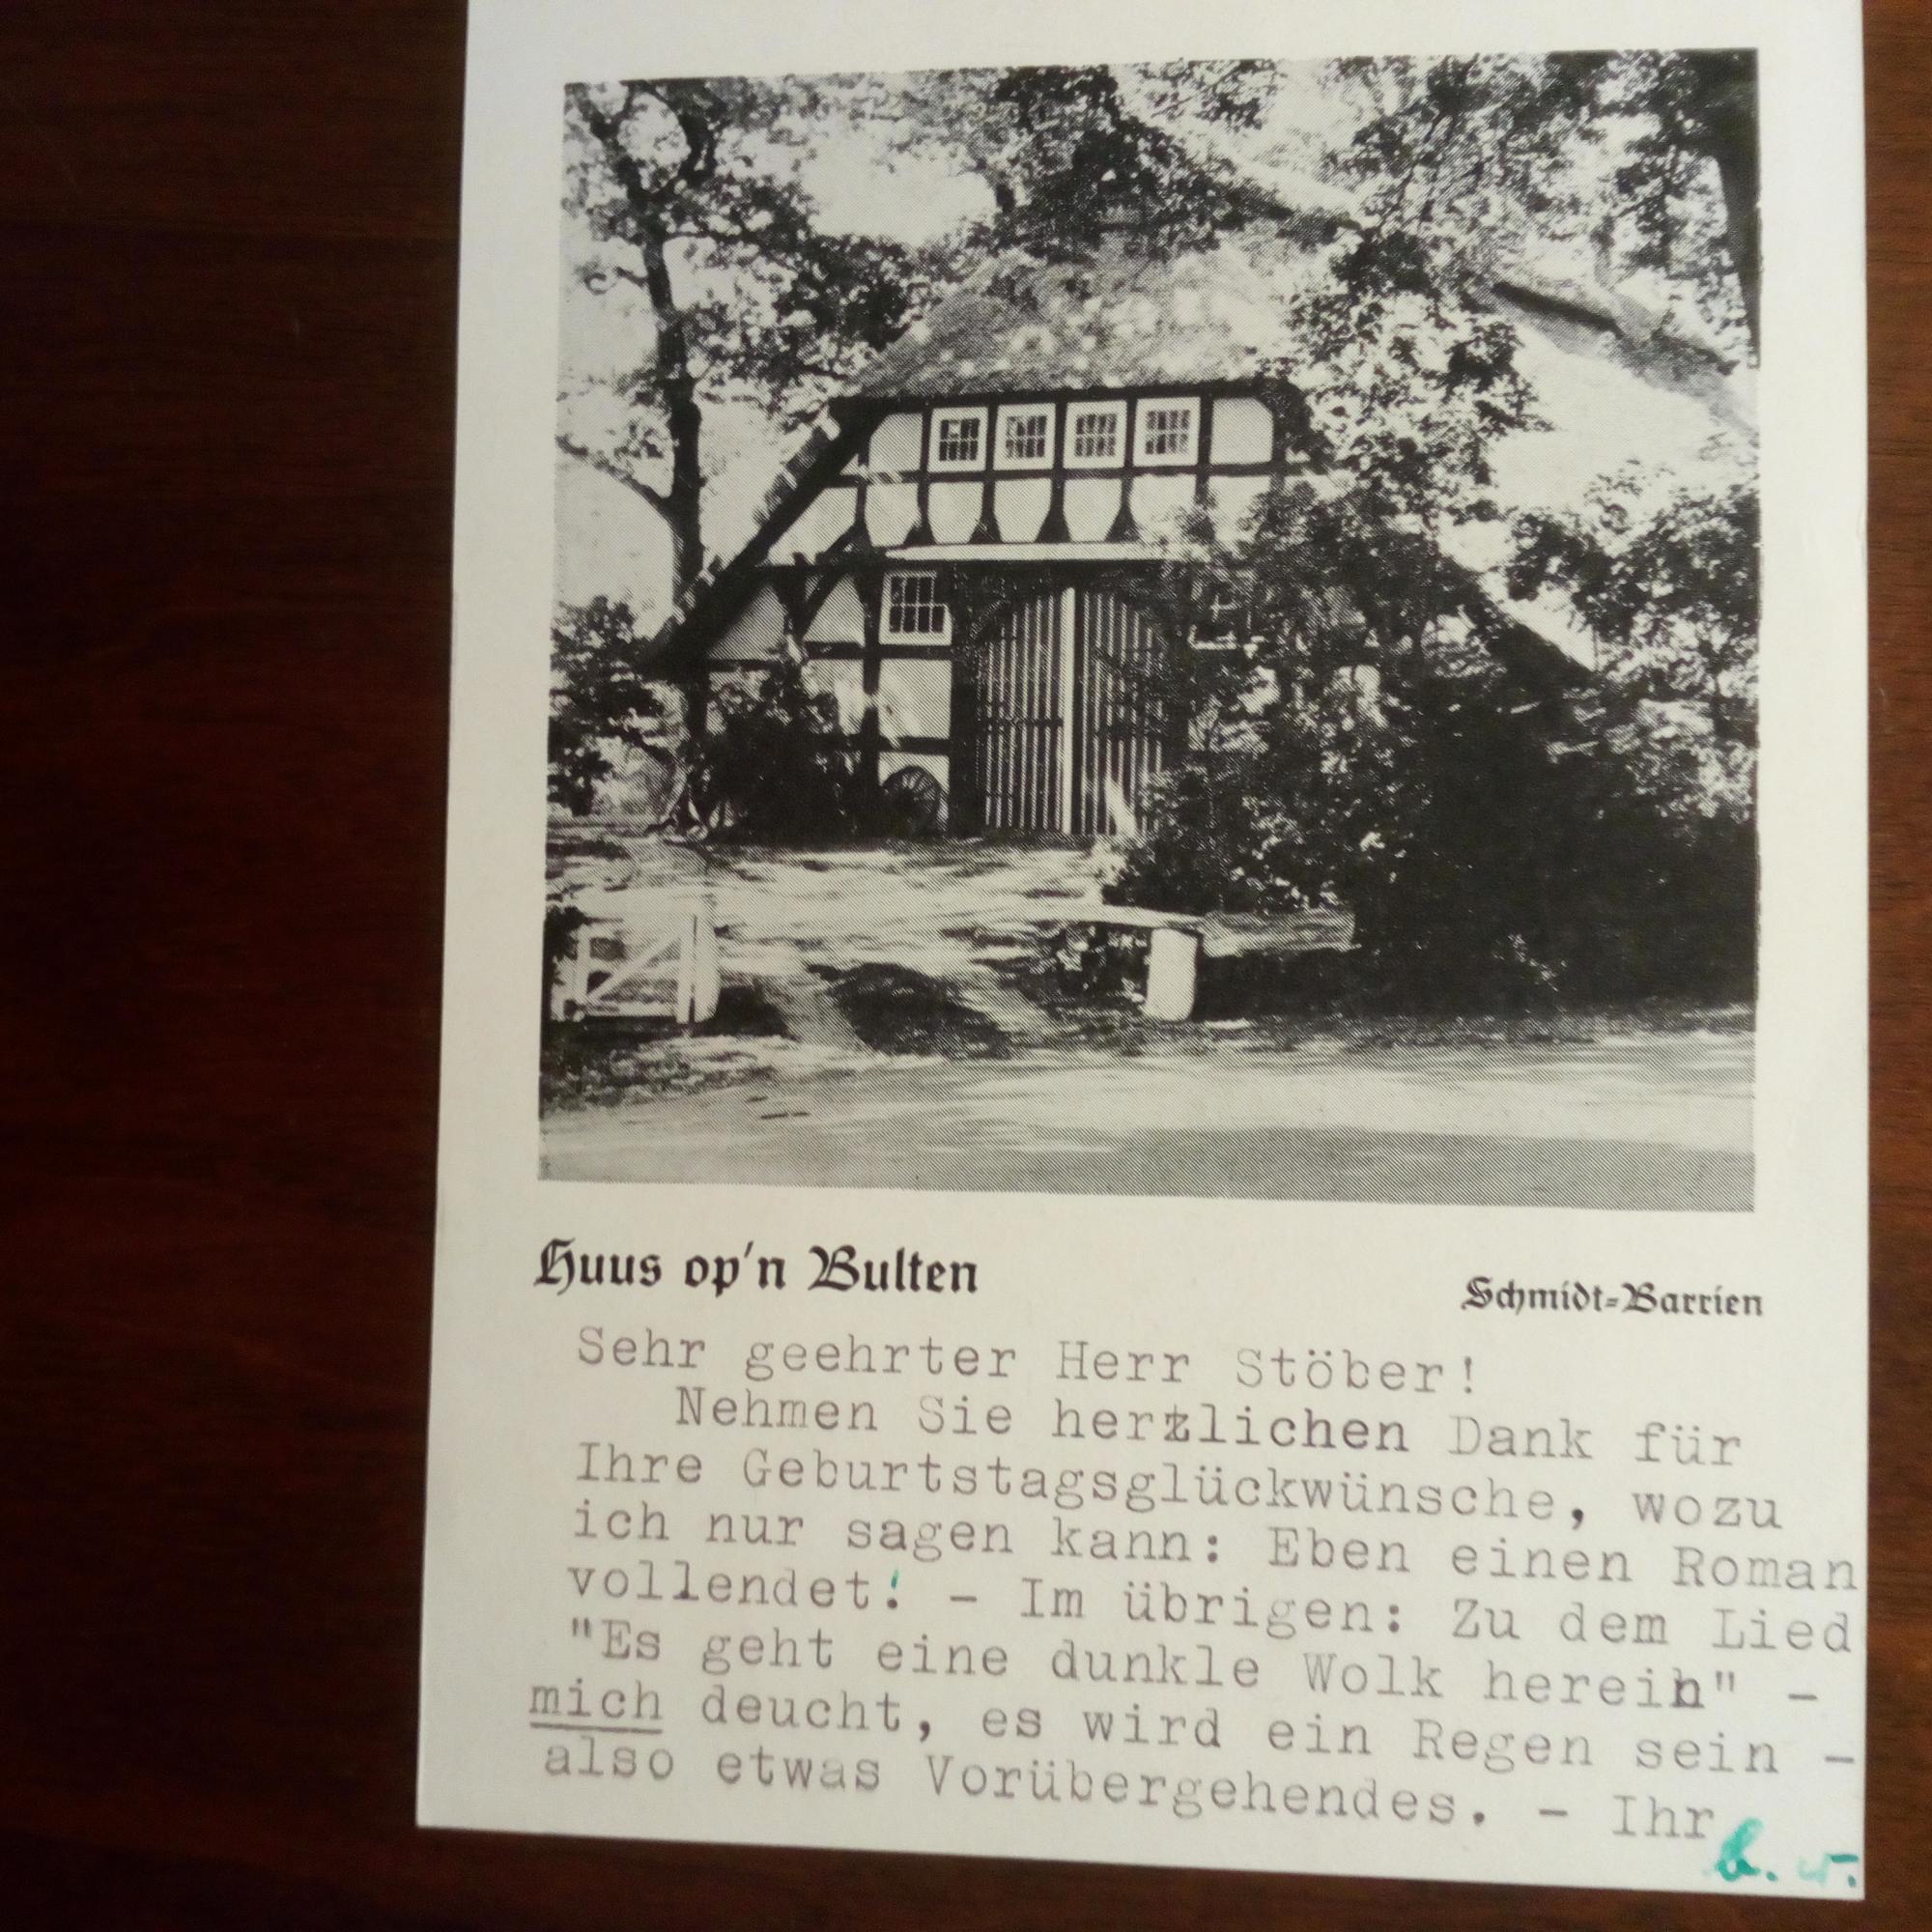 Huus op'n Bulten
Schmidt-Barrien
Sehr geehrter Herr Stöber!
Nehmen Sie herzlichen Dank für
Ihre Geburtstagsglückwünsche, wozu
ich nur sagen kann: Eben einen Roman
vollendet! - Im übrigen: Zu dem Lied
"Es geht eine dunkle Wolk herein" -
mich deucht, es wird ein Regen sein -
also etwas Vorübergehendes. - Ihr
b. w.